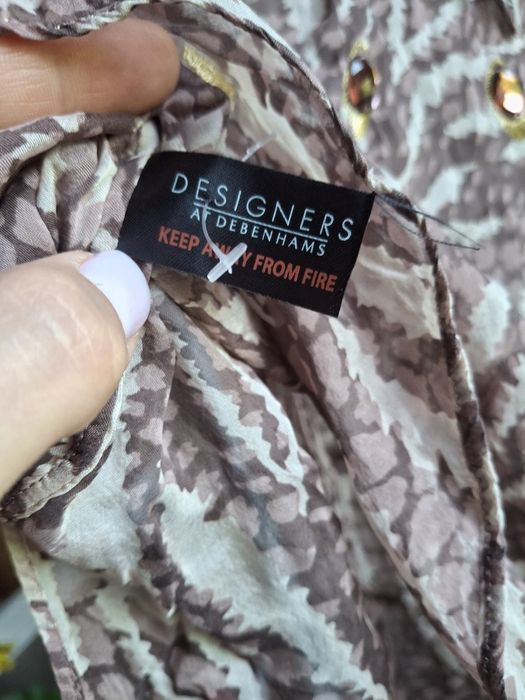 DESIGNERS
AT DEBENHAMS
KEEP AWAY FROM FIRE